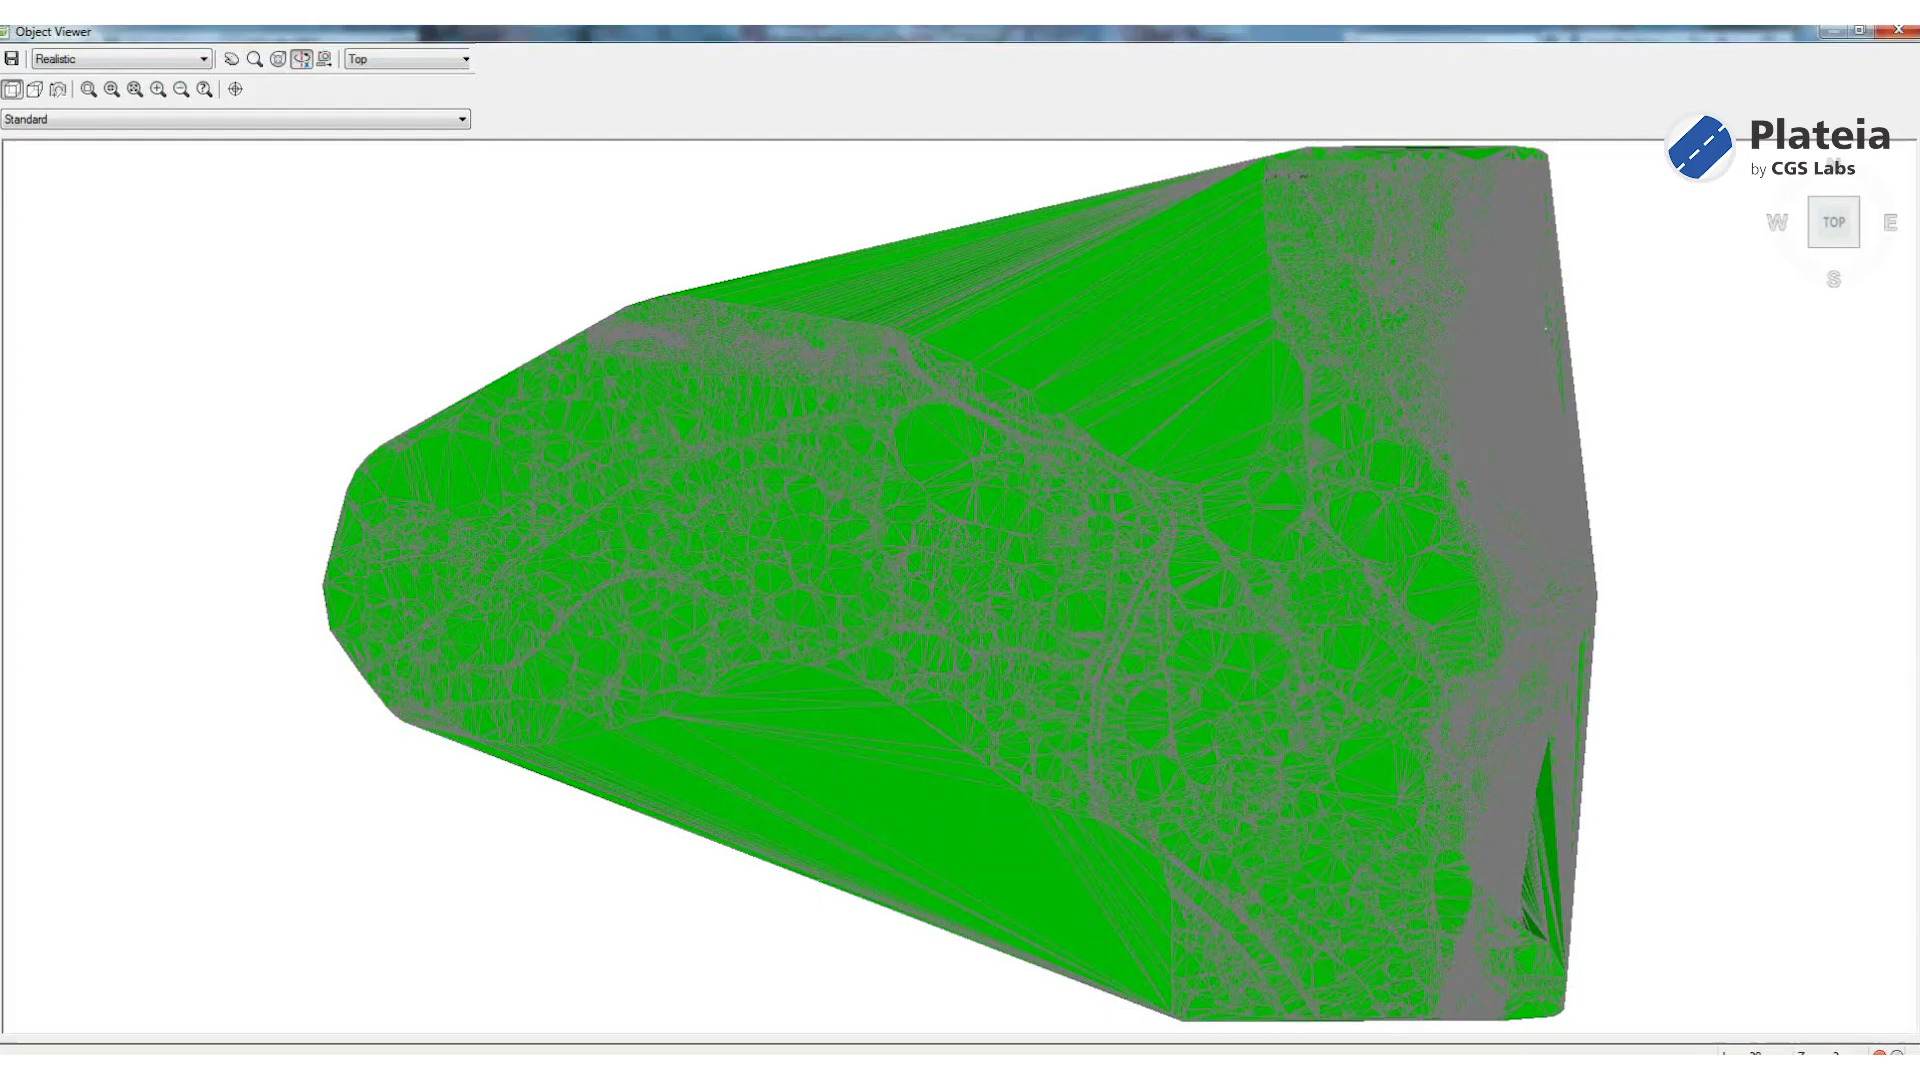 Object Viewer
Realistic
Top
Standard
Plateia
by CGS Labs
N
W
TOP
E
S